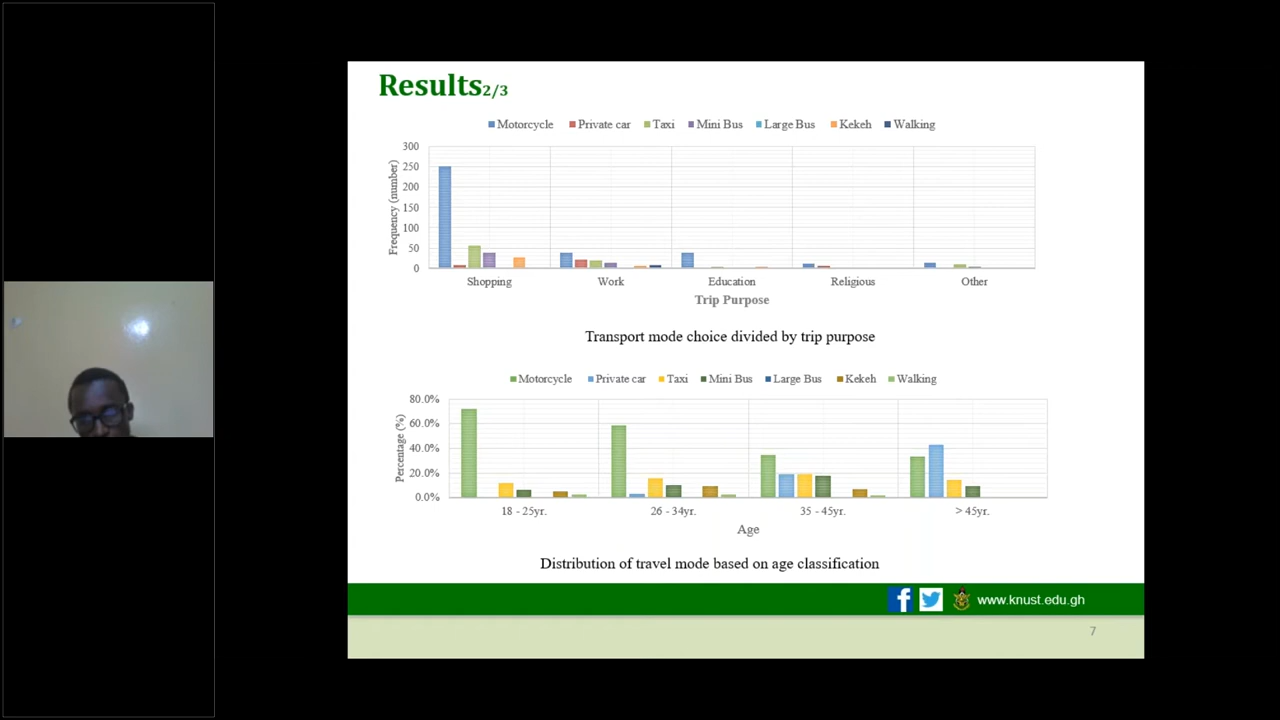 Results2/3
Motorcycle Private car Taxi Mini Bus Large Bus Kekeh Walking
300
250
200
150
100
50
0
Frequency (number)
Shopping Work Education Religious Other
Trip Purpose
Transport mode choice divided by trip purpose
Motorcycle Private car Taxi Mini Bus Large Bus Kekeh Walking
80.0%
60.0%
40.0%
20.0%
0.0%
Percentage (%)
18 - 25yr. 26 - 34yr. 35 - 45yr. > 45yr.
Age
Distribution of travel mode based on age classification
www.knust.edu.gh
7